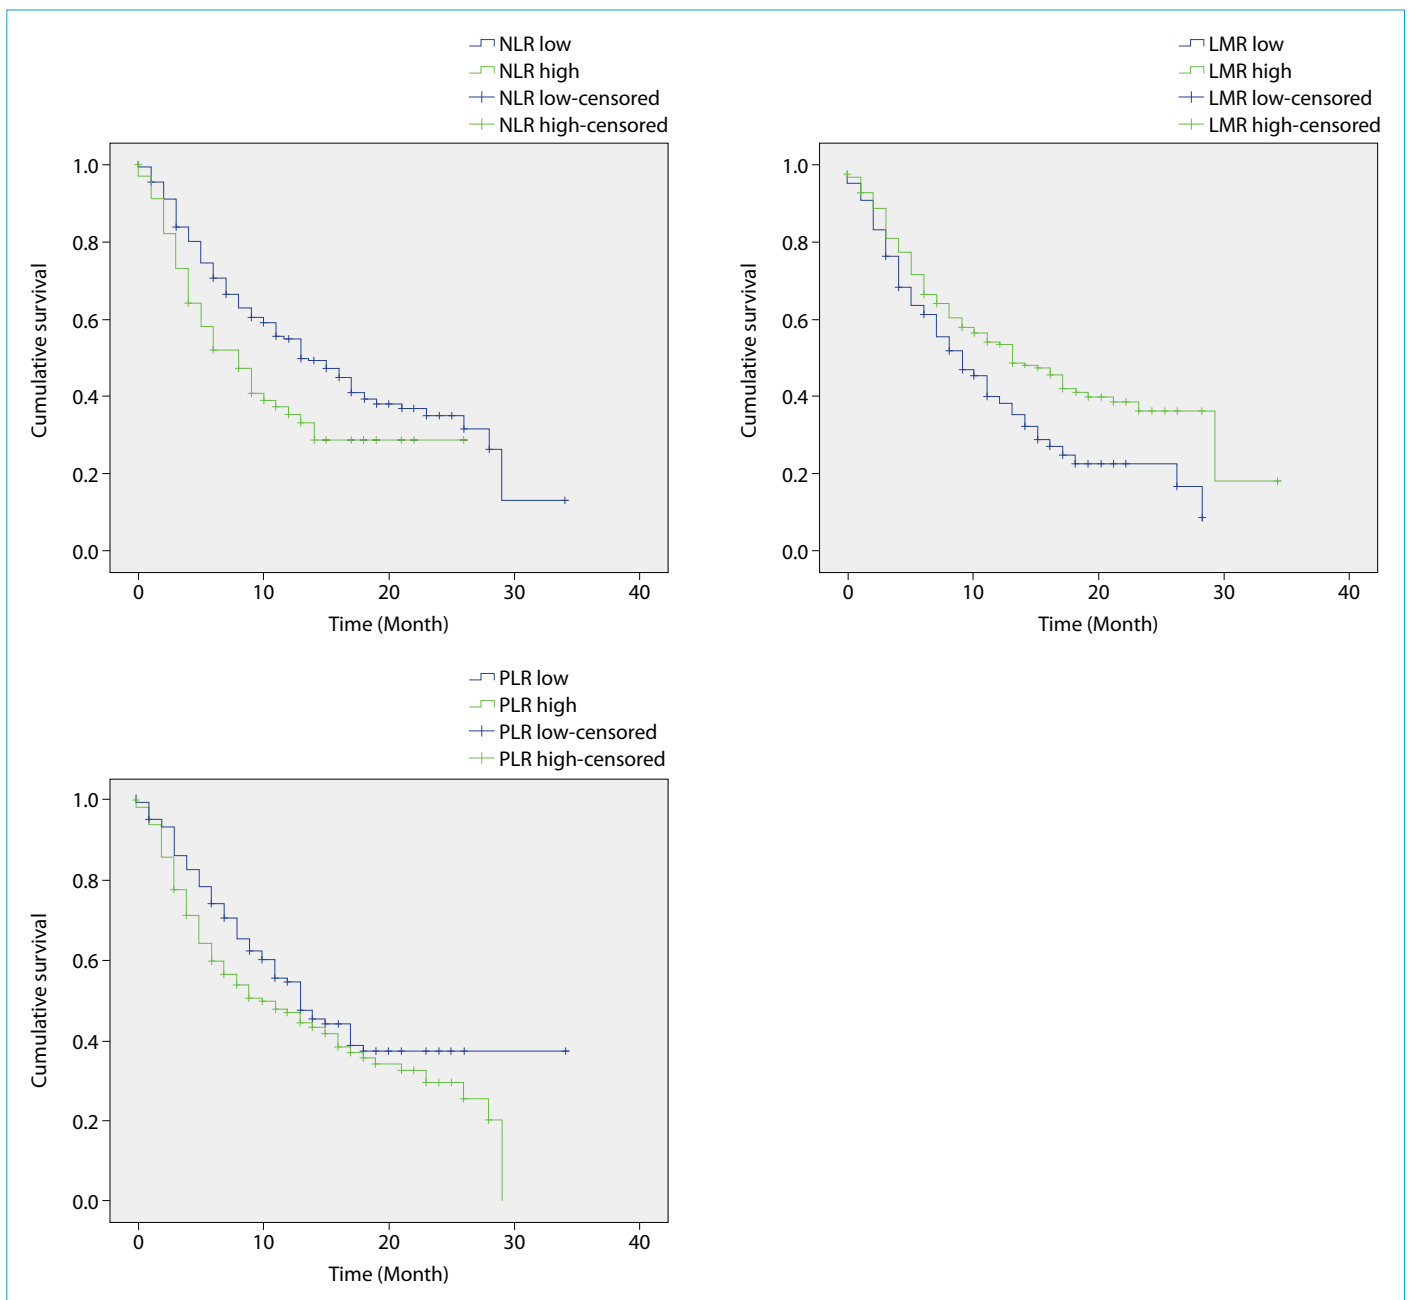 NLR low
NLR high
NLR low-censored
NLR high-censored
1.0
0.8
0.6
0.4
0.2
0.0
Cumulative survival
0 10 20 30 40
Time (Month)
LMR low
LMR high
LMR low-censored
LMR high-censored
1.0
0.8
0.6
0.4
0.2
0.0
Cumulative survival
0 10 20 30 40
Time (Month)
PLR low
PLR high
PLR low-censored
PLR high-censored
1.0
0.8
0.6
0.4
0.2
0.0
Cumulative survival
0 10 20 30 40
Time (Month)